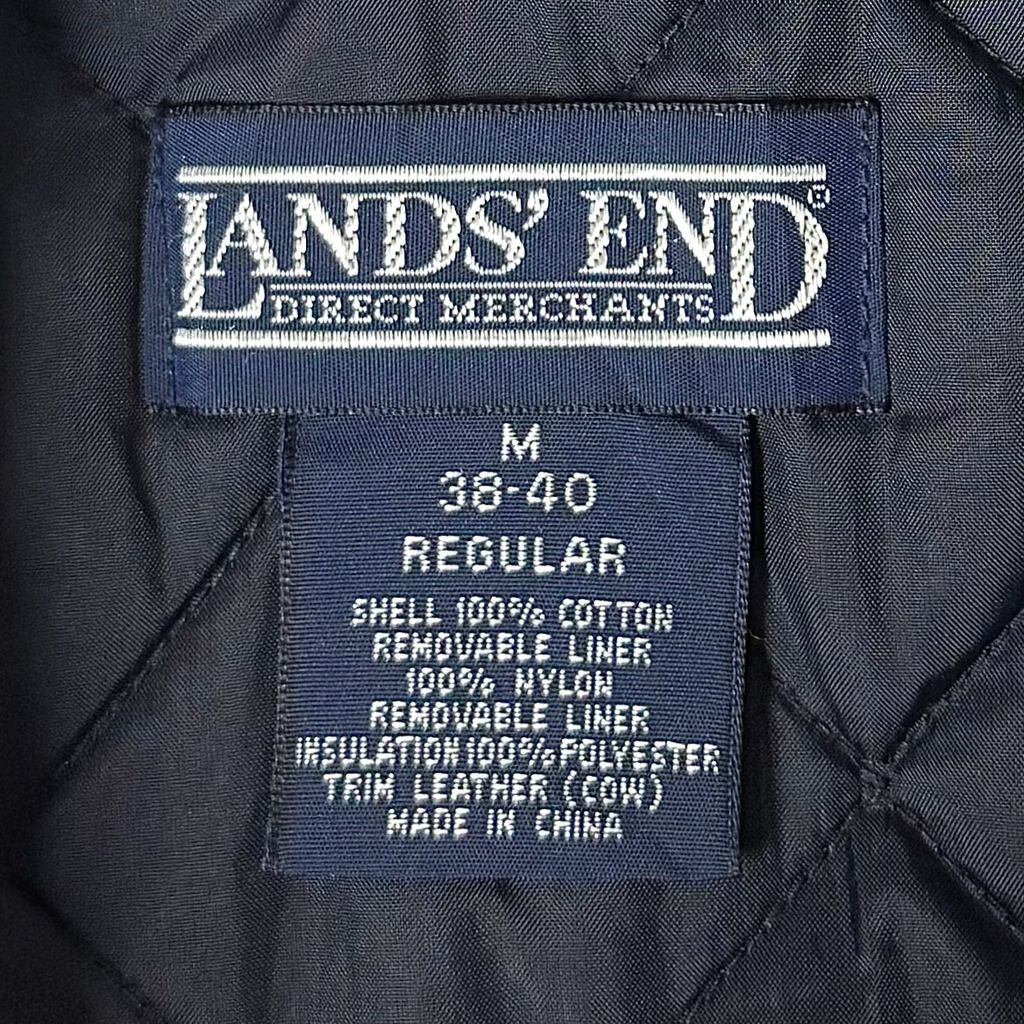 LANDS' END®
DIRECT MERCHANTS
M
38-40
REGULAR
SHELL 100% COTTON
REMOVABLE LINER
100% NYLON
REMOVABLE LINER
INSULATION 100% POLYESTER
TRIM LEATHER (COW)
MADE IN CHINA